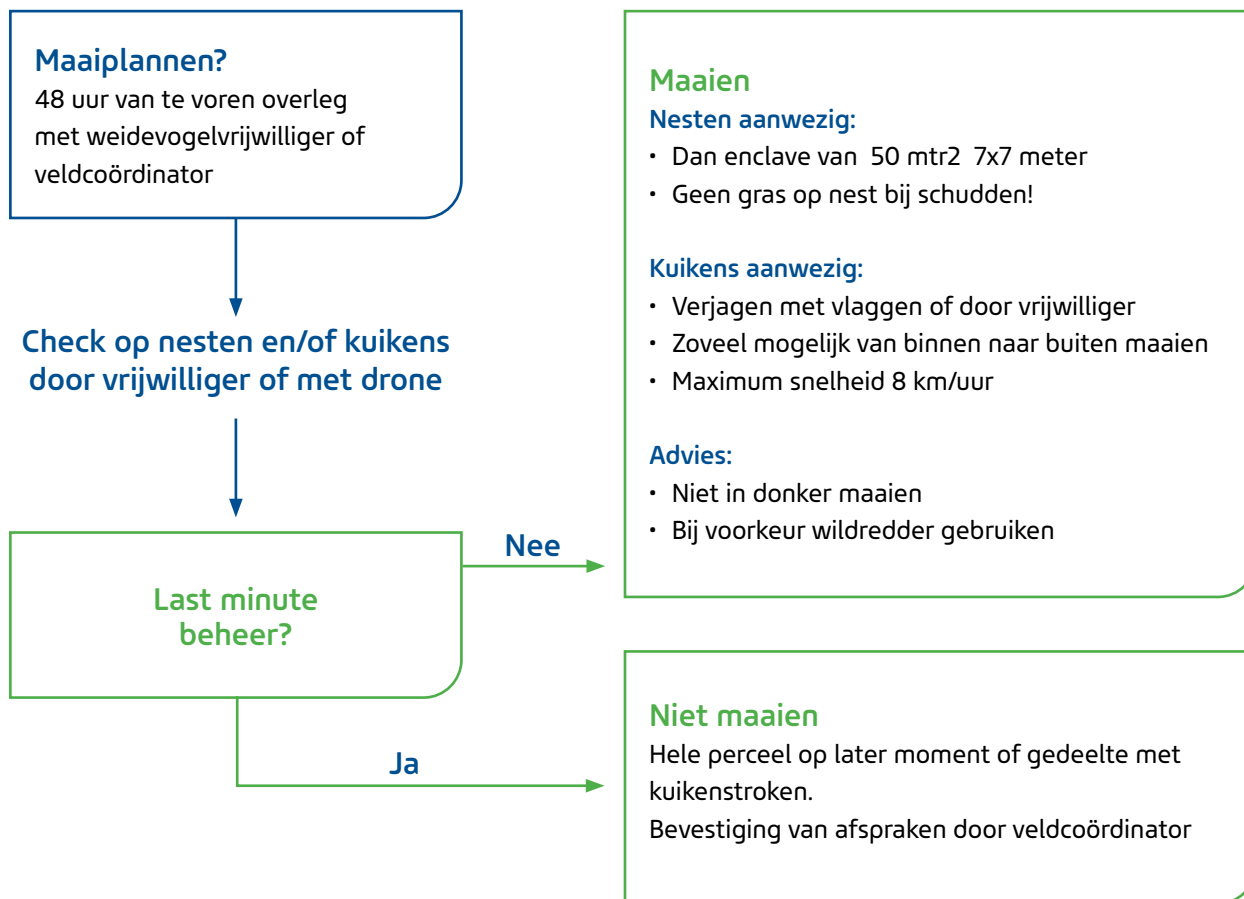 Maaiplannen?
48 uur van te voren overleg
met weidevogelvrijwilliger of
veldcoördinator
Check op nesten en/of kuikens
door vrijwilliger of met drone
Last minute
beheer?
Nee
Ja
Maaien
Nesten aanwezig:
• Dan enclave van 50 mtr2 7x7 meter
• Geen gras op nest bij schudden!
Kuikens aanwezig:
• Verjagen met vlaggen of door vrijwilliger
• Zoveel mogelijk van binnen naar buiten maaien
• Maximum snelheid 8 km/uur
Advies:
• Niet in donker maaien
• Bij voorkeur wildredder gebruiken
Niet maaien
Hele perceel op later moment of gedeelte met
kuikenstroken.
Bevestiging van afspraken door veldcoördinator